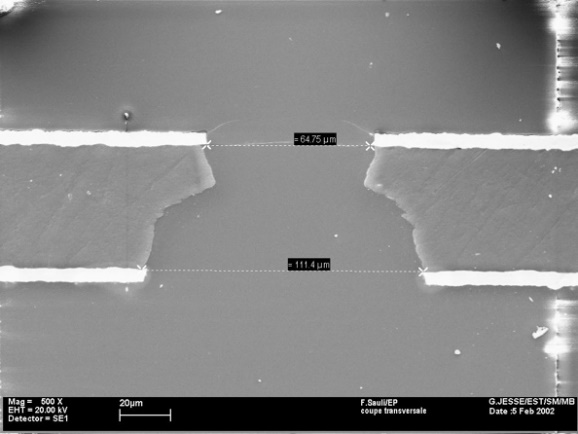 = 64.75 µm
= 111.4 µm
Mag = 500 X
EHT = 20.00 kV
Detector = SE1
20µm
F.Sauli/EP
coupe transversale
G.JESSE/EST/SM/MB
Date :5 Feb 2002